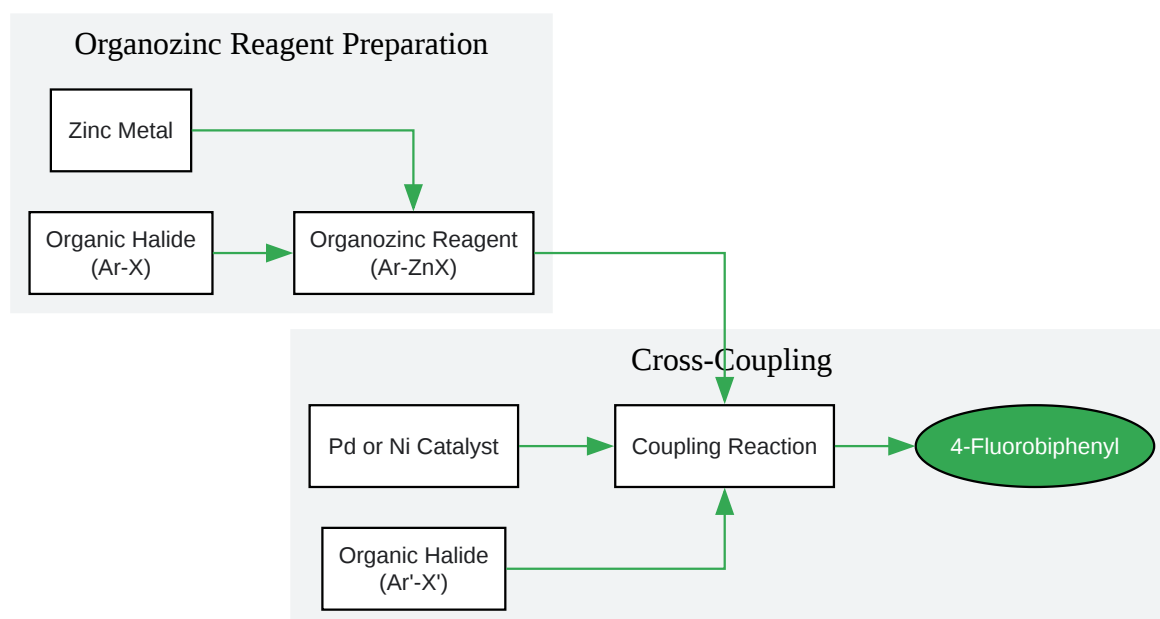 Organozinc Reagent Preparation
Zinc Metal
Organic Halide
(Ar-X)
Organozinc Reagent
(Ar-ZnX)
Cross-Coupling
Pd or Ni Catalyst
Coupling Reaction
4-Fluorobiphenyl
Organic Halide
(Ar'-X')